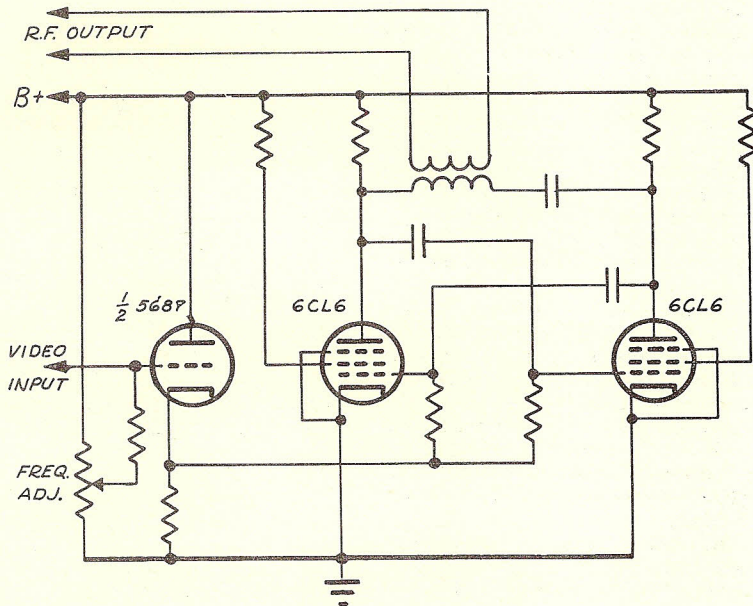 R.F. OUTPUT
B+
½ 5687
6CL6
6CL6
VIDEO
INPUT
FREQ.
ADJ.